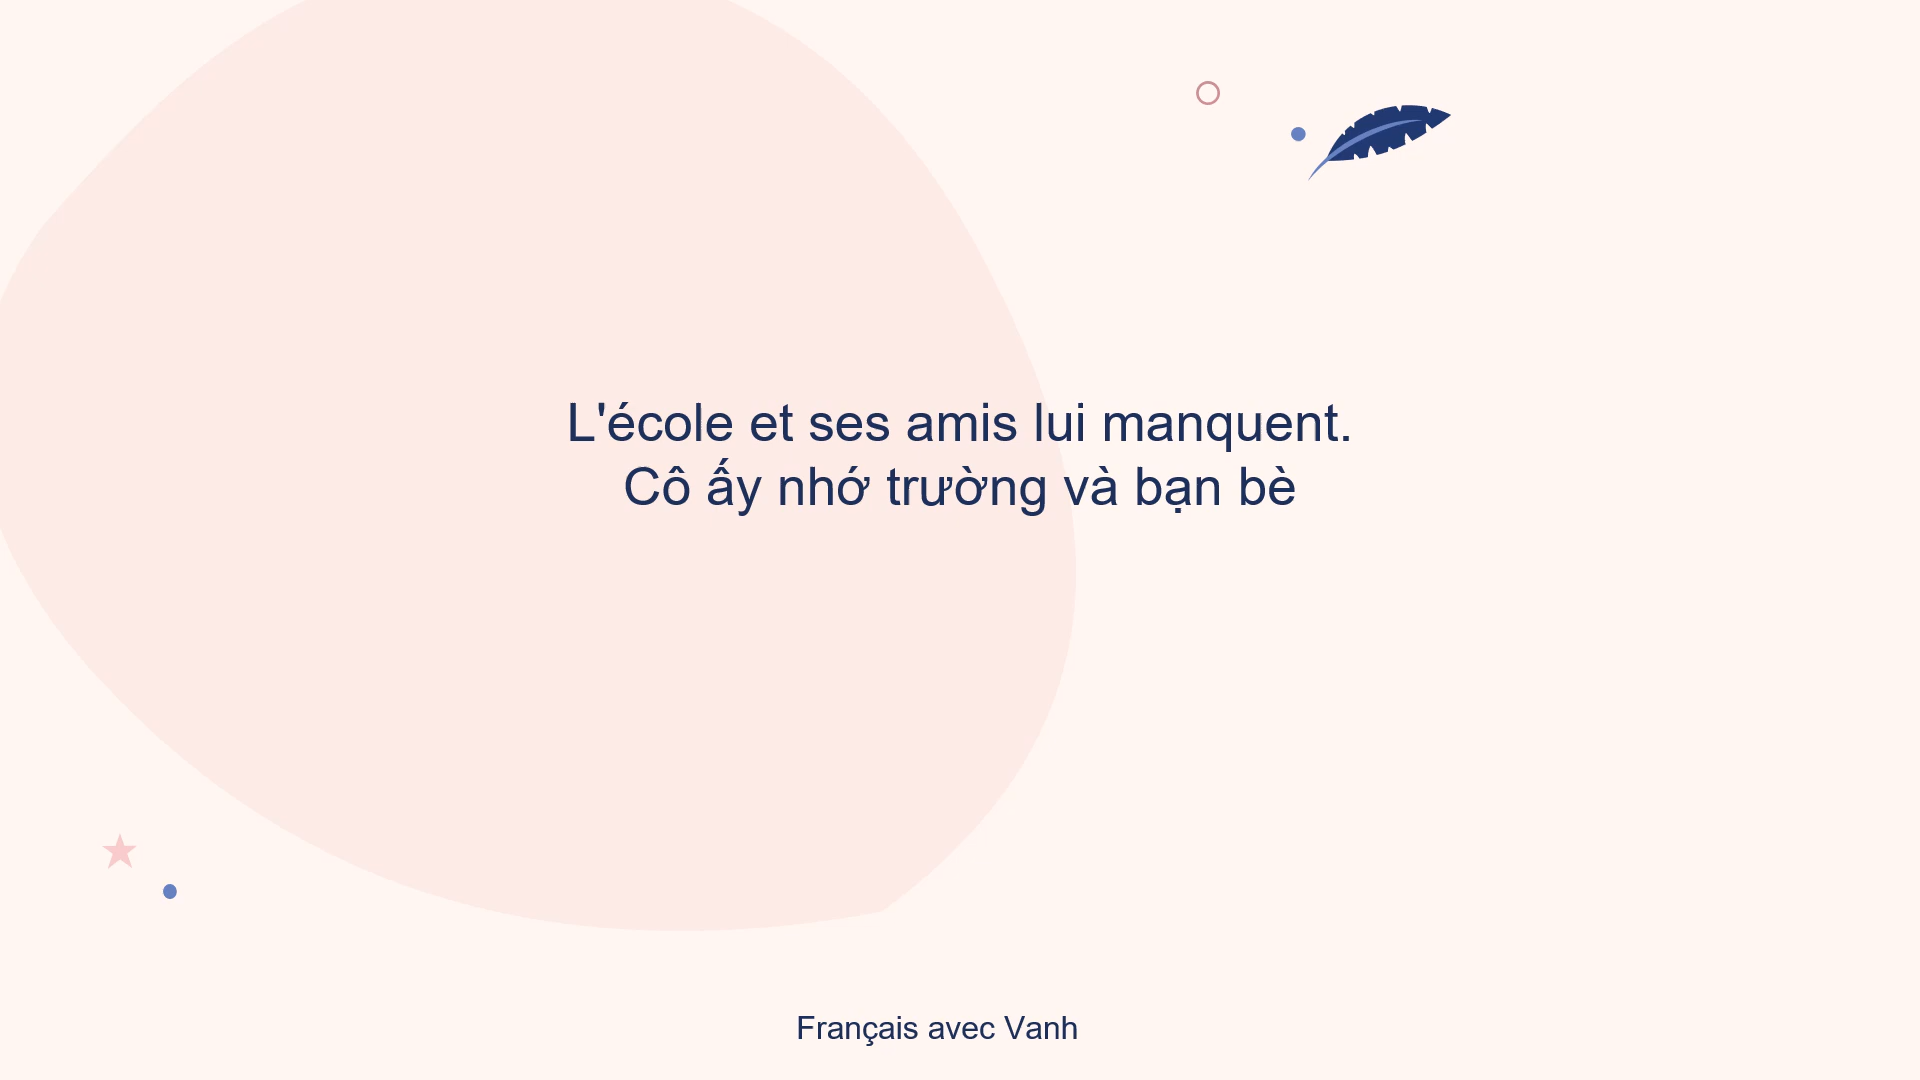 L'école et ses amis lui manquent.
Cô ấy nhớ trường và bạn bè
Français avec Vanh